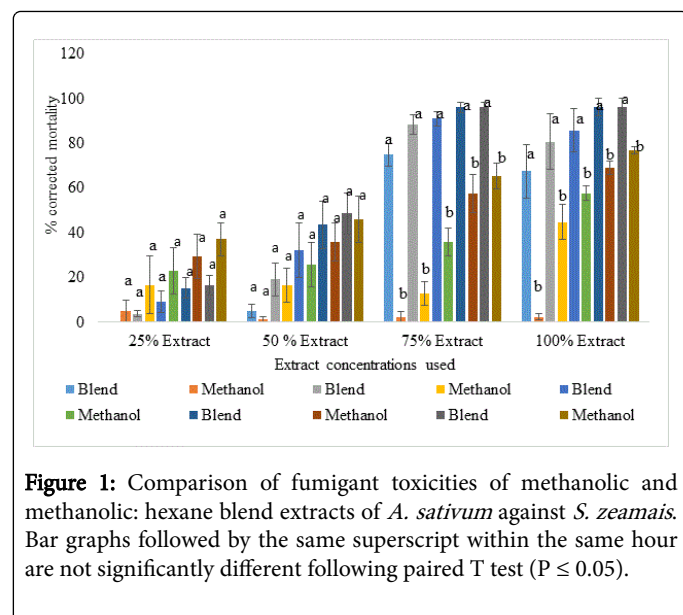 120
100
80
60
40
20
0
% corrected mortality
a a a a a a a a a
a a a a a a a a a a
a b a b a b a b a b
a b a b a b a b a b
25% Extract 50 % Extract 75% Extract 100% Extract
Extract concentrations used
Blend Methanol Blend Methanol Blend
Methanol Blend Methanol Blend Methanol
Figure 1: Comparison of fumigant toxicities of methanolic and
methanolic: hexane blend extracts of A. sativum against S. zeamais.
Bar graphs followed by the same superscript within the same hour
are not significantly different following paired T test (P ≤ 0.05).